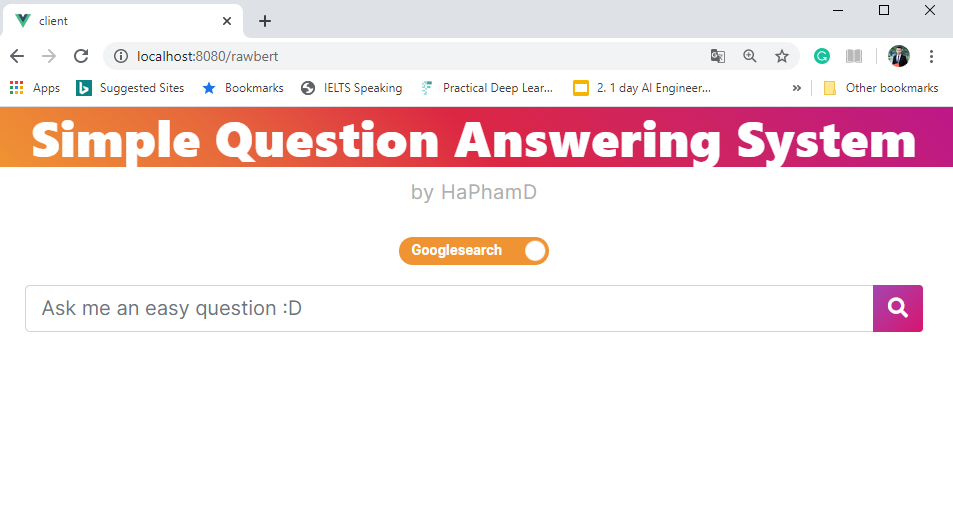 client
localhost:8080/rawbert
Apps Suggested Sites Bookmarks IELTS Speaking Practical Deep Lear... 2. 1 day AI Engineer... » Other bookmarks
Simple Question Answering System
by HaPhamD
Googlesearch
Ask me an easy question :D